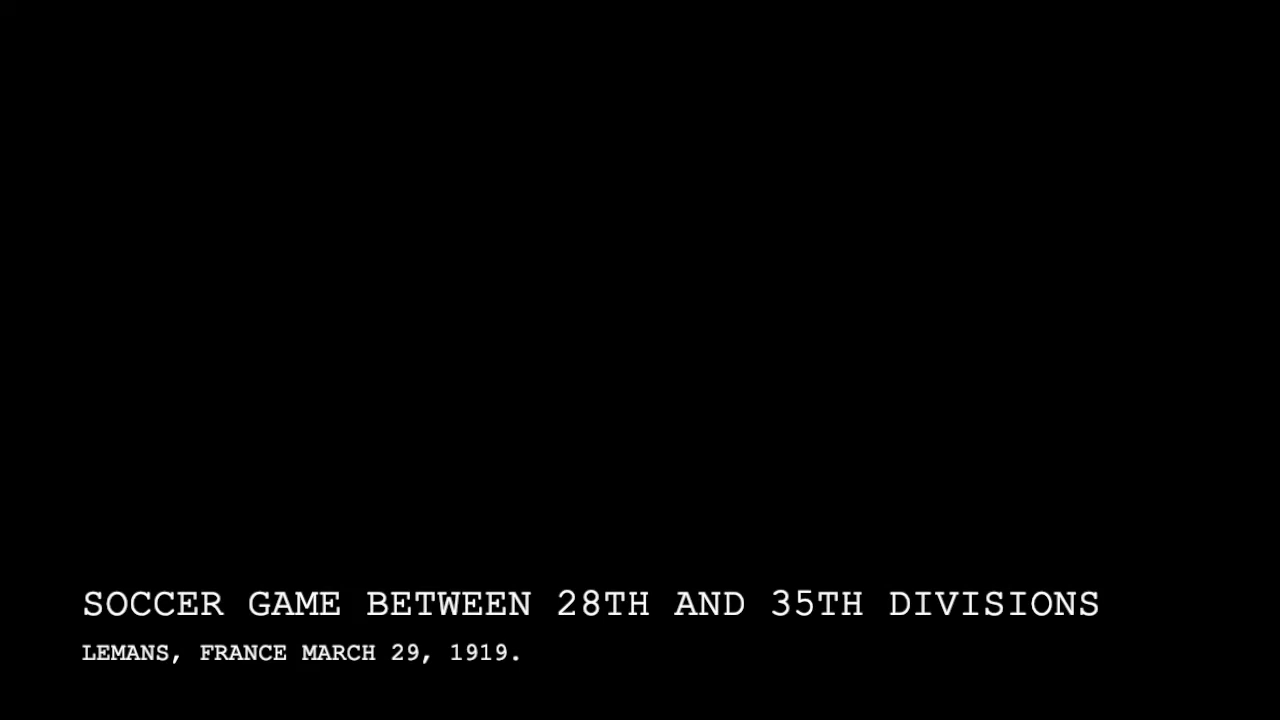 SOCCER GAME BETWEEN 28TH AND 35TH DIVISIONS
LEMANS, FRANCE MARCH 29, 1919.